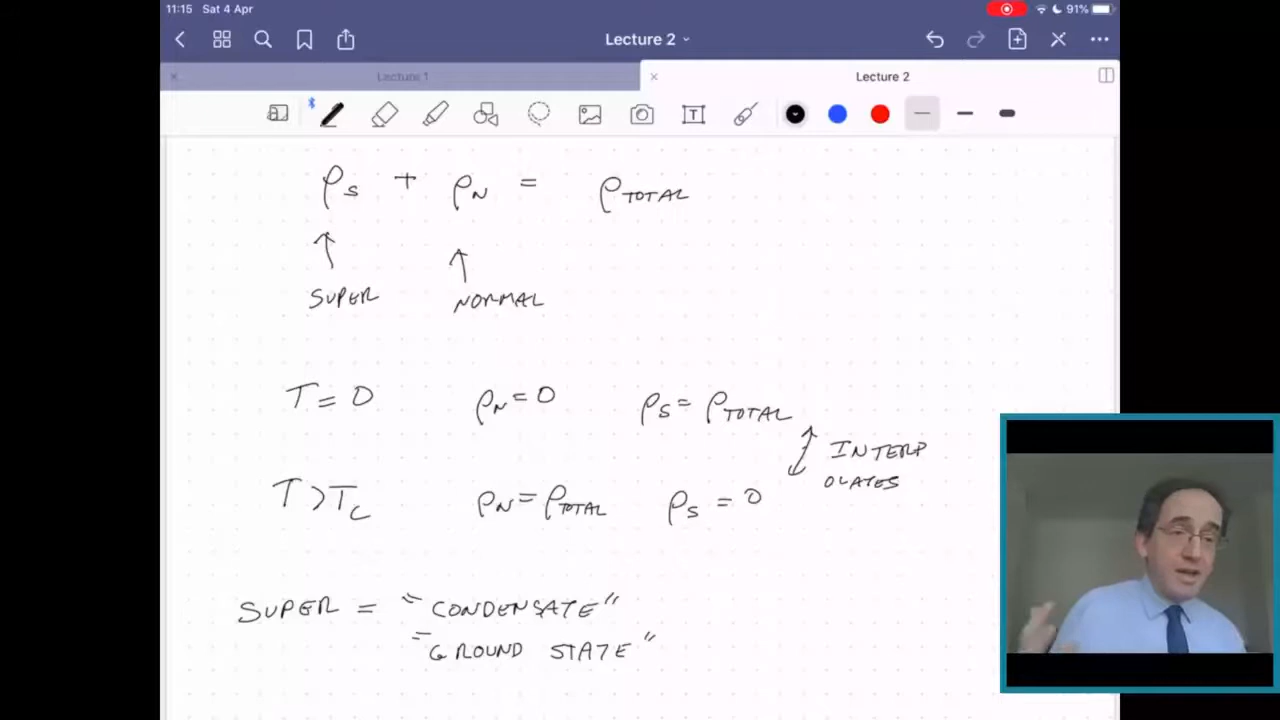 11:15 Sat 4 Apr 91%
Lecture 2
Lecture 1 Lecture 2
T
ρS + ρN = ρTOTAL
↑ ↑
SUPER NORMAL
T = 0 ρN = 0 ρS = ρTOTAL
INTERP
OLATES
T > TC ρN = ρTOTAL ρS = 0
SUPER = "CONDENSATE"
"GROUND STATE"